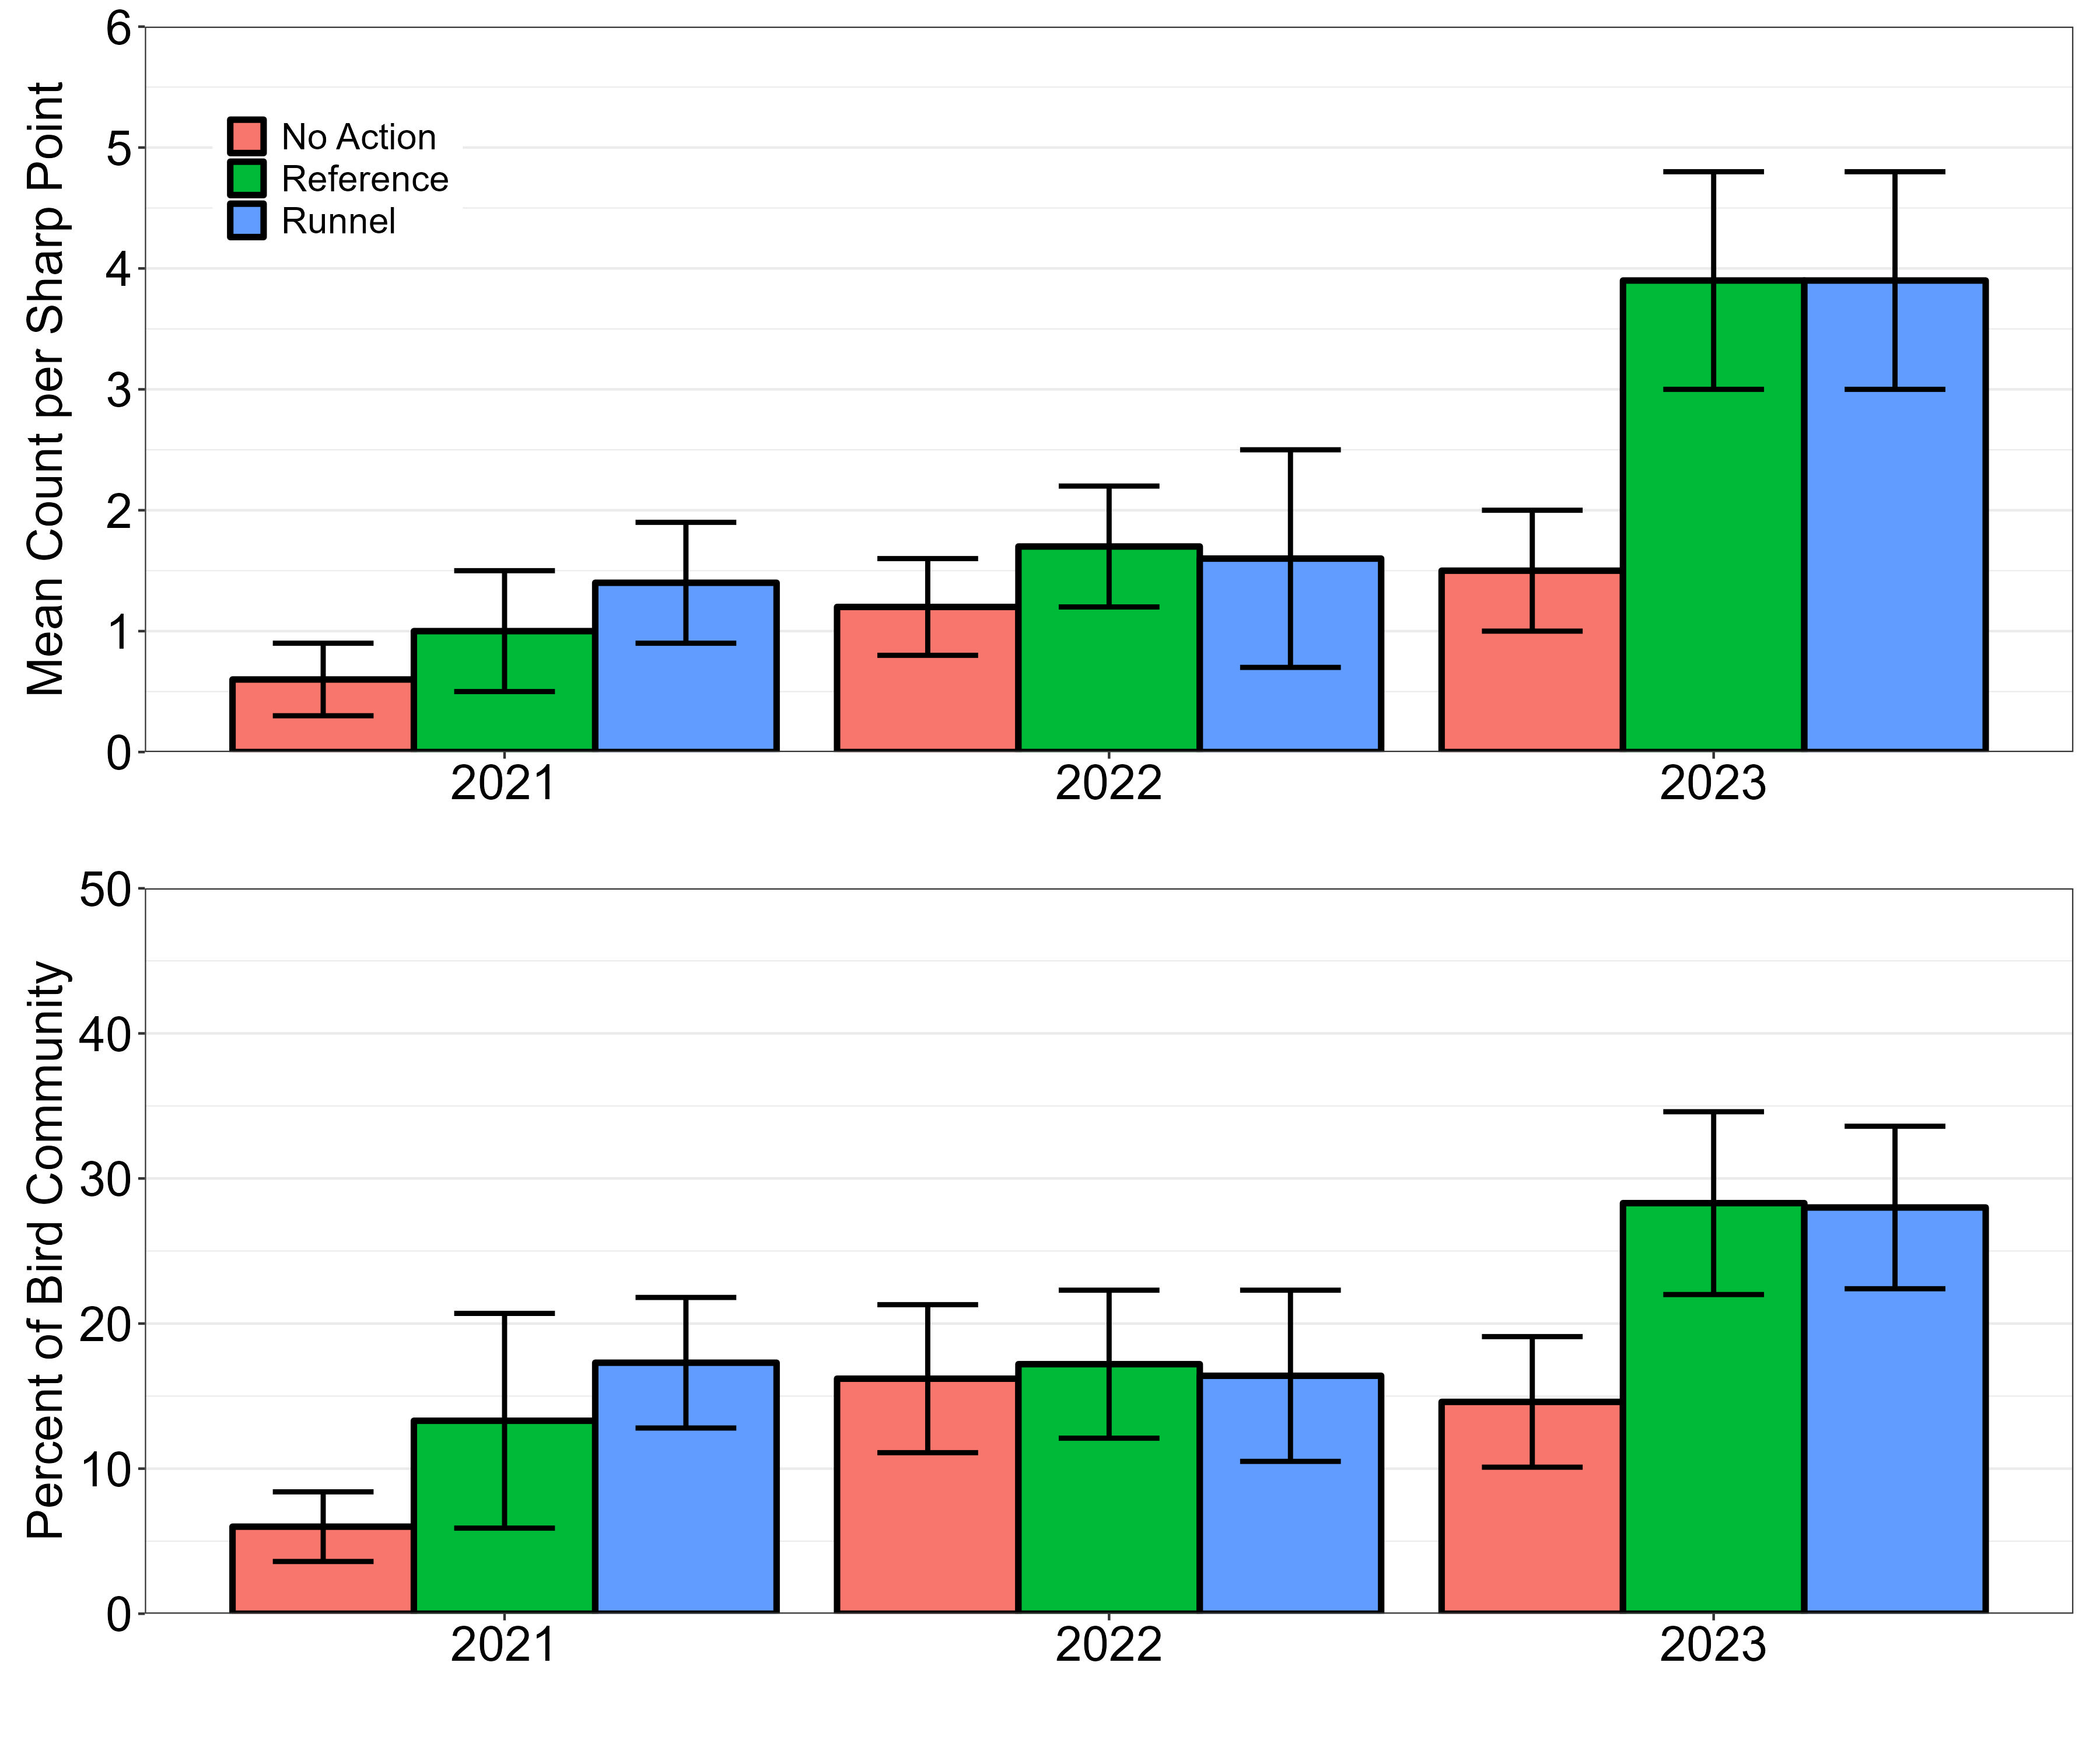 Mean Count per Sharp Point
6
5
4
3
2
1
0
No Action
Reference
Runnel
2021 2022 2023
Percent of Bird Community
50
40
30
20
10
0
2021 2022 2023